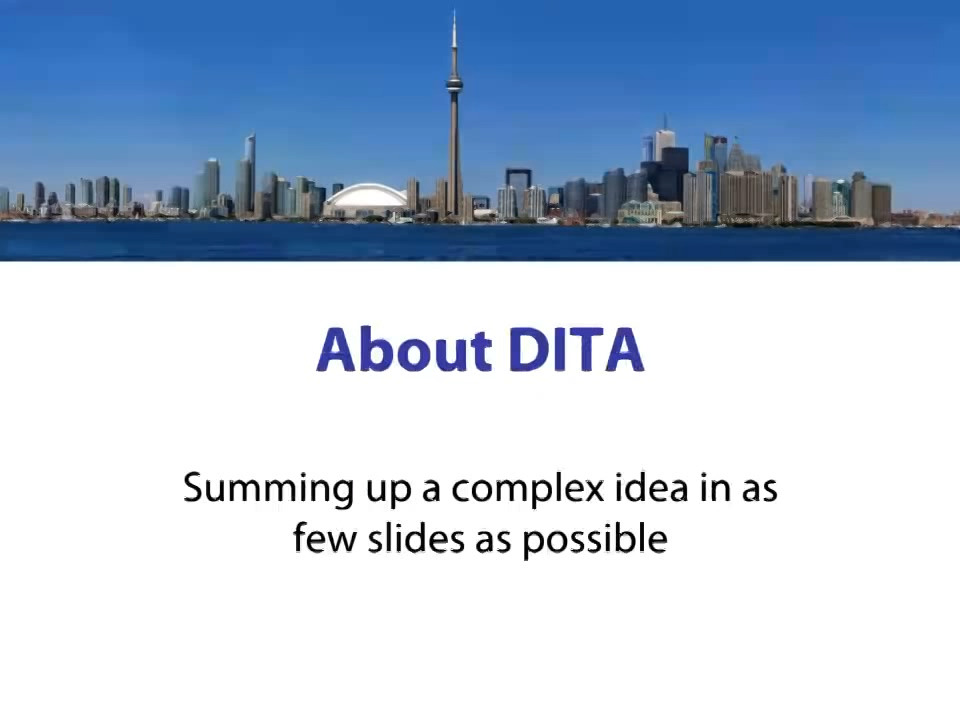 About DITA
Summing up a complex idea in as
few slides as possible